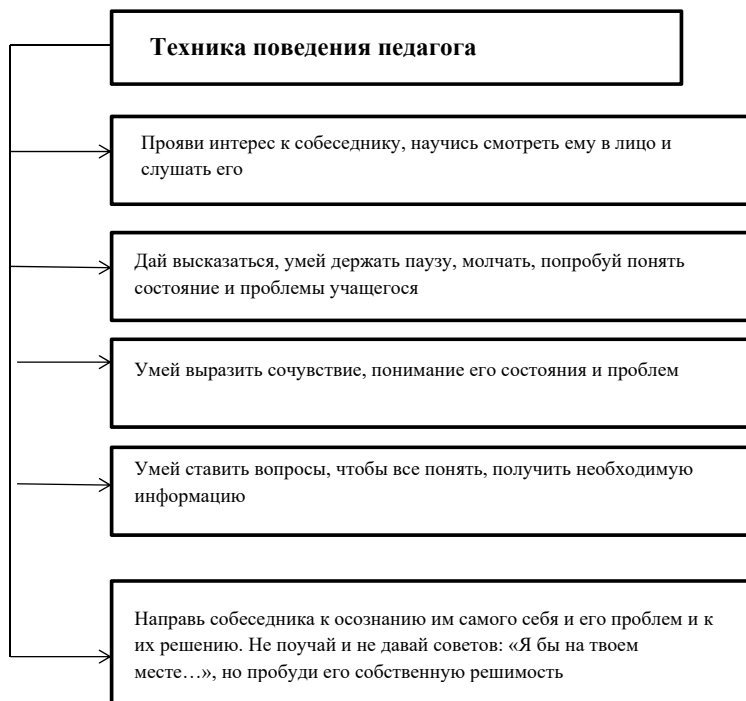 Техника поведения педагога
Прояви интерес к собеседнику, научись смотреть ему в лицо и
слушать его
Дай высказаться, умей держать паузу, молчать, попробуй понять
состояние и проблемы учащегося
Умей выразить сочувствие, понимание его состояния и проблем
Умей ставить вопросы, чтобы все понять, получить необходимую
информацию
Направь собеседника к осознанию им самого себя и его проблем и к
их решению. Не поучай и не давай советов: «Я бы на твоем
месте…», но пробуди его собственную решимость